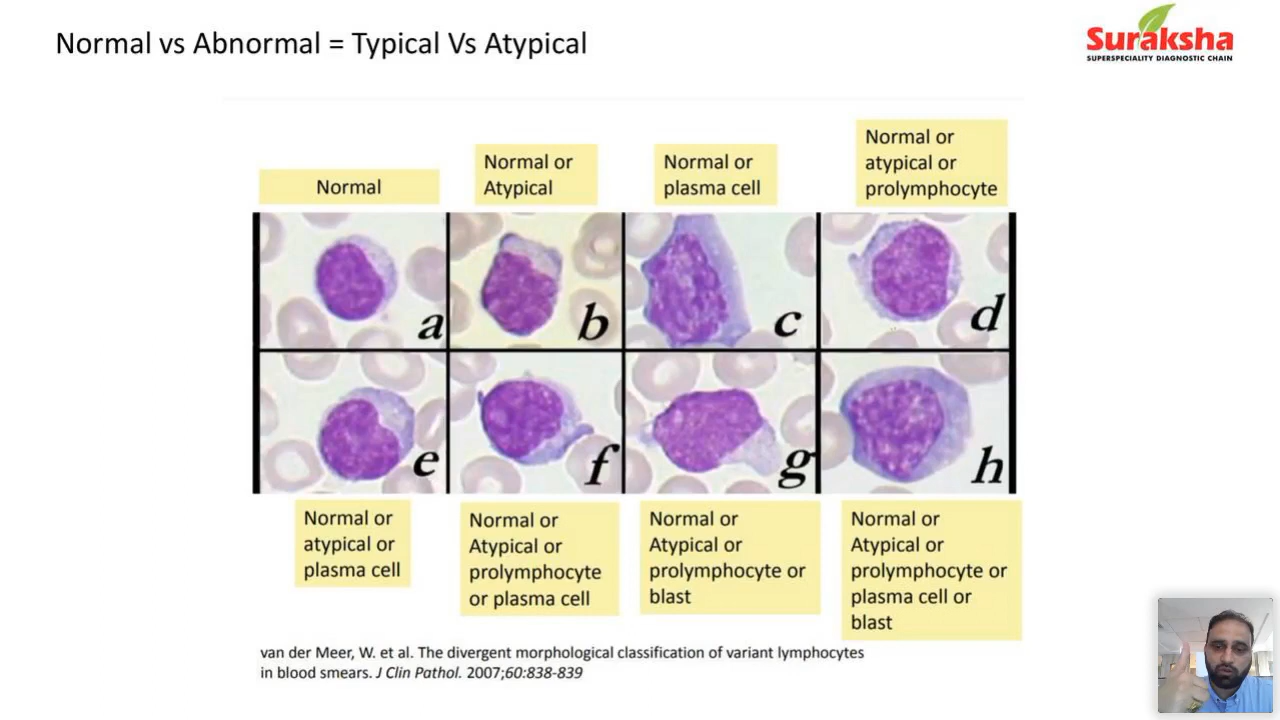 Normal vs Abnormal = Typical Vs Atypical
Suraksha
SUPERSPECIALITY DIAGNOSTIC CHAIN
Normal
Normal or
Atypical
Normal or
plasma cell
Normal or
atypical or
prolymphocyte
a
b
c
d
e
f
g
h
Normal or
atypical or
plasma cell
Normal or
Atypical or
prolymphocyte
or plasma cell
Normal or
Atypical or
prolymphocyte or
blast
Normal or
Atypical or
prolymphocyte or
plasma cell or
blast
van der Meer, W. et al. The divergent morphological classification of variant lymphocytes
in blood smears. J Clin Pathol. 2007;60:838-839